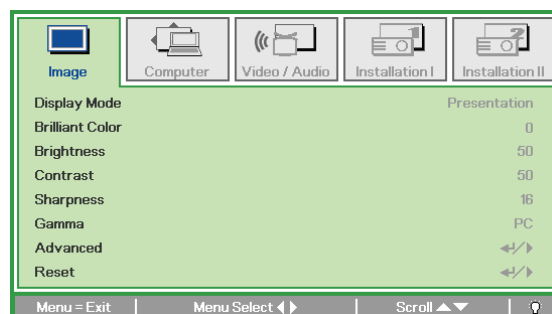 Image Computer Video / Audio Installation I Installation II
Display Mode Presentation
Brilliant Color 0
Brightness 50
Contrast 50
Sharpness 16
Gamma PC
Advanced
Reset
Menu = Exit Menu Select Scroll